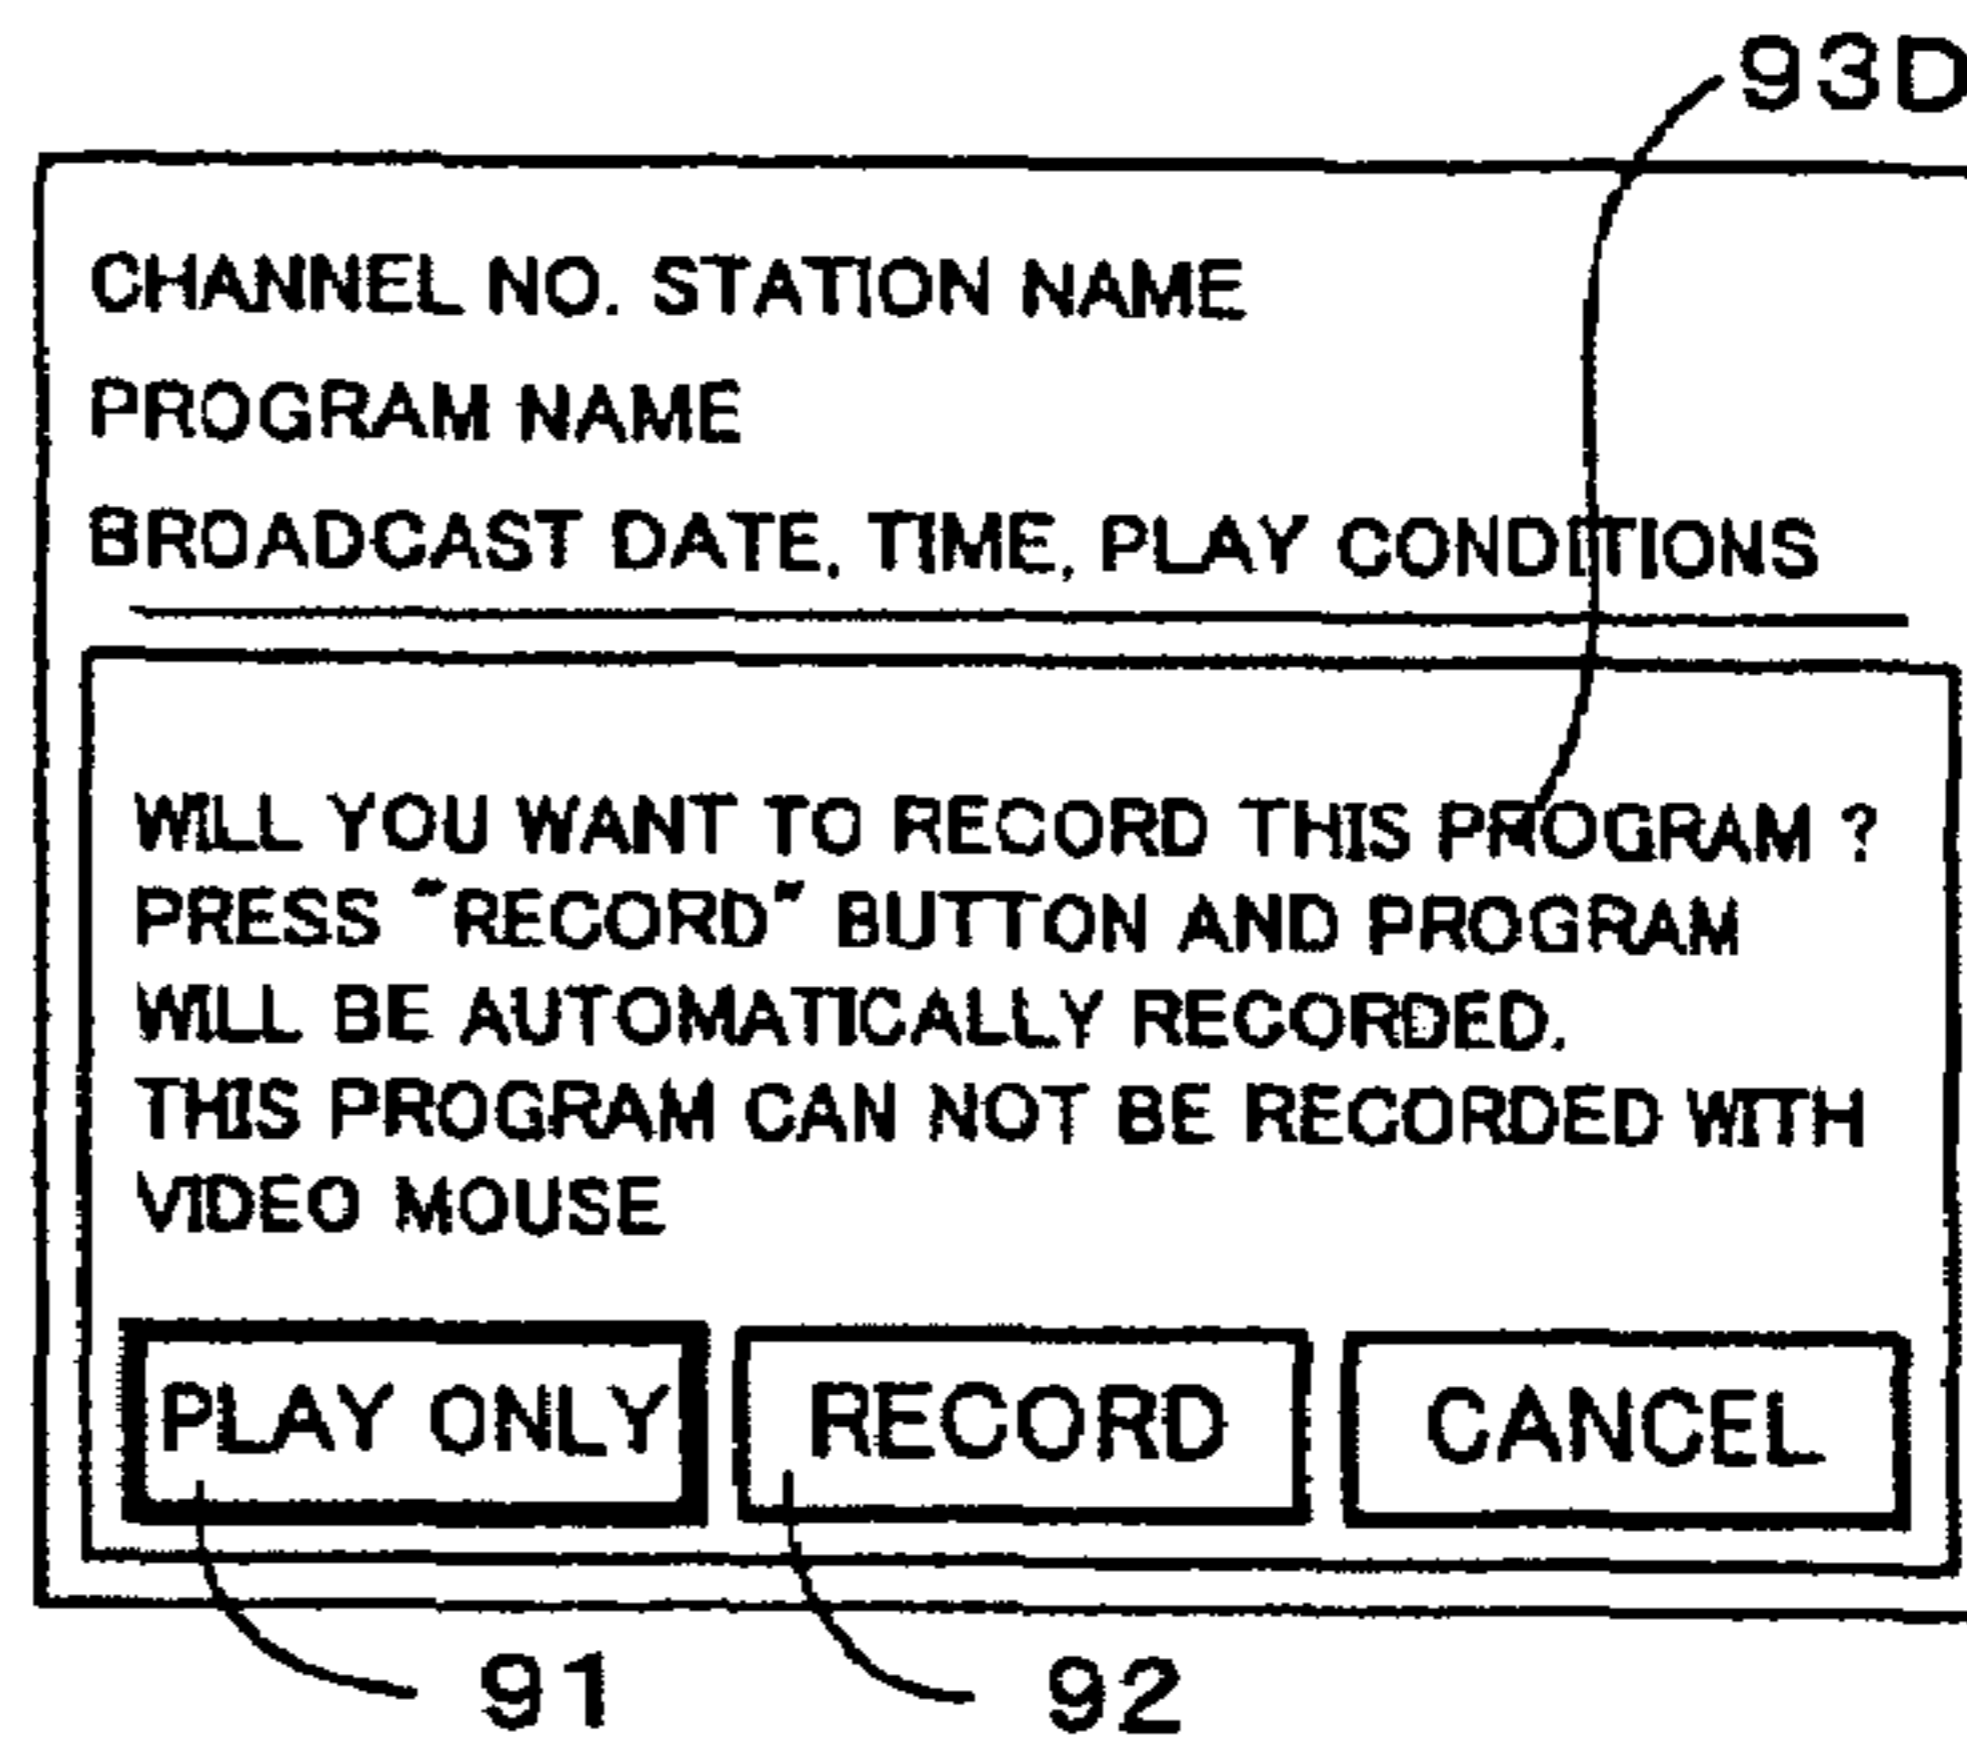 93D
CHANNEL NO. STATION NAME
PROGRAM NAME
BROADCAST DATE, TIME, PLAY CONDITIONS
WILL YOU WANT TO RECORD THIS PROGRAM ?
PRESS "RECORD" BUTTON AND PROGRAM
WILL BE AUTOMATICALLY RECORDED.
THIS PROGRAM CAN NOT BE RECORDED WITH
VIDEO MOUSE
PLAY ONLY RECORD CANCEL
91 92